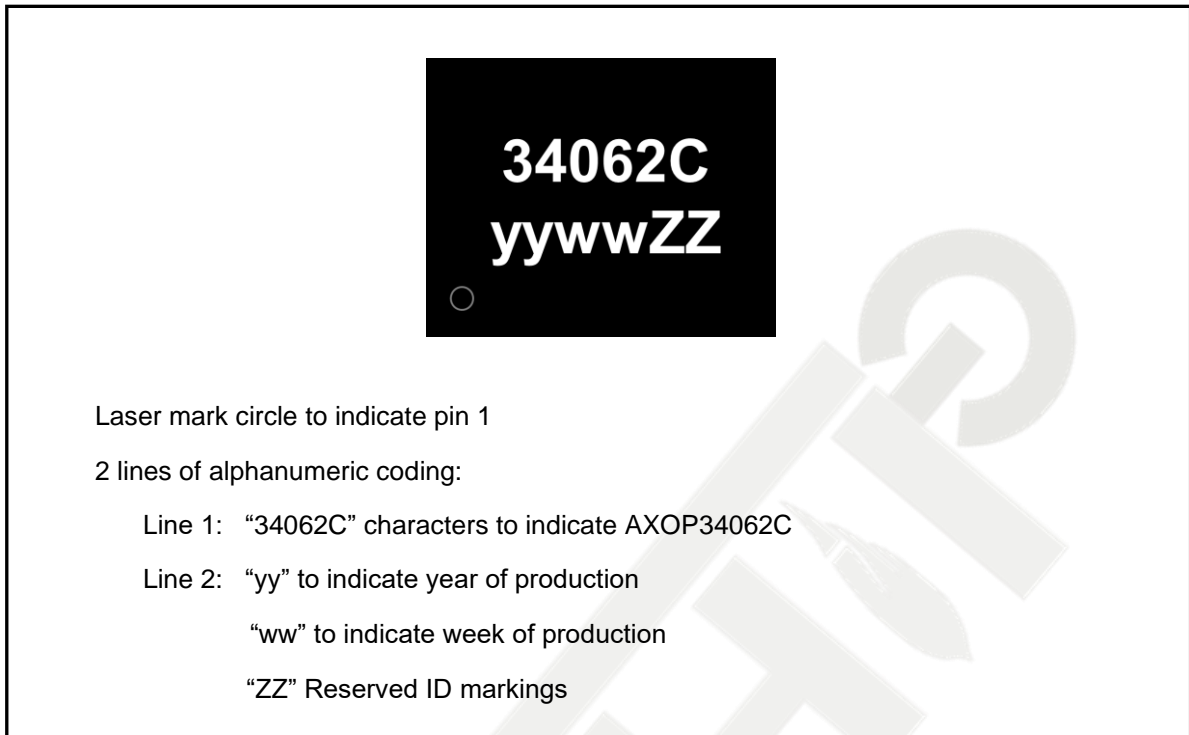 34062C
yywwZZ
Laser mark circle to indicate pin 1
2 lines of alphanumeric coding:
Line 1: “34062C” characters to indicate AXOP34062C
Line 2: “yy” to indicate year of production
“ww” to indicate week of production
“ZZ” Reserved ID markings